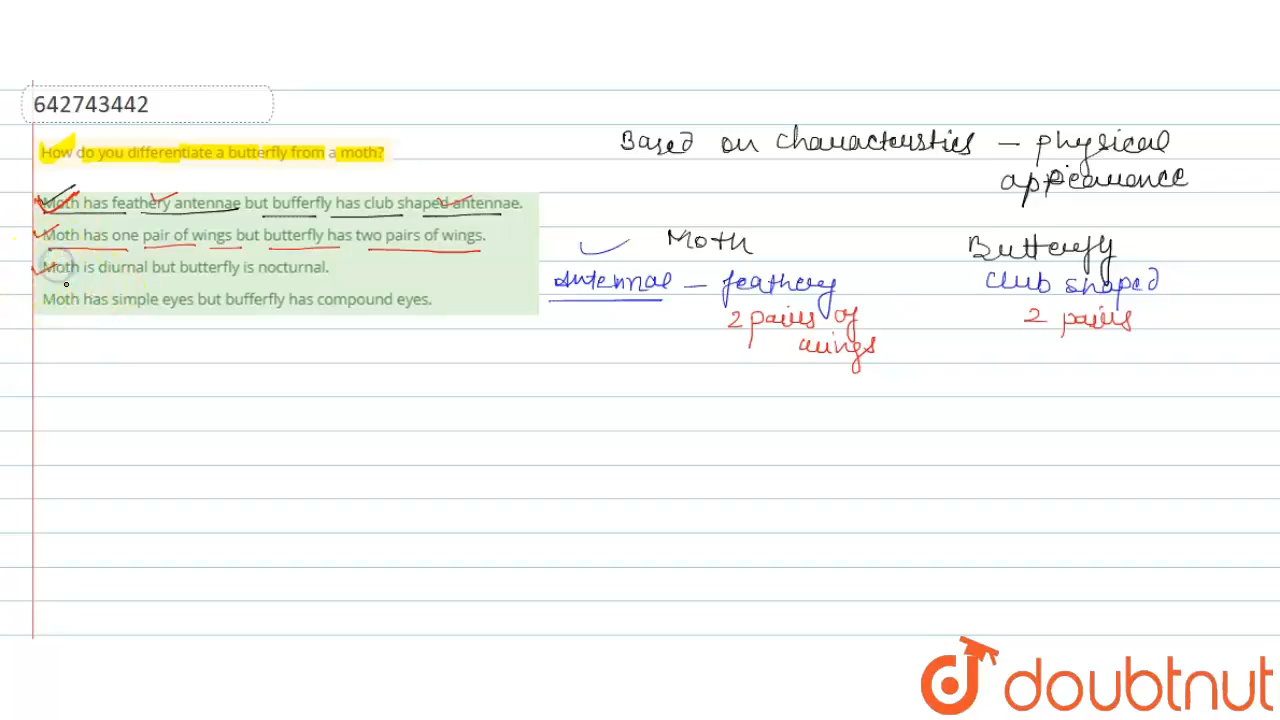 642743442
How do you differentiate a butterfly from a moth?
Moth has feathery antennae but bufferfly has club shaped antennae.
Moth has one pair of wings but butterfly has two pairs of wings.
Moth is diurnal but butterfly is nocturnal.
Moth has simple eyes but bufferfly has compound eyes.
Based on characteristics - physical
appearance
Moth Butterfly
Antennae - feathery club shaped
2 pairs of 2 pairs
wings
doubtnut